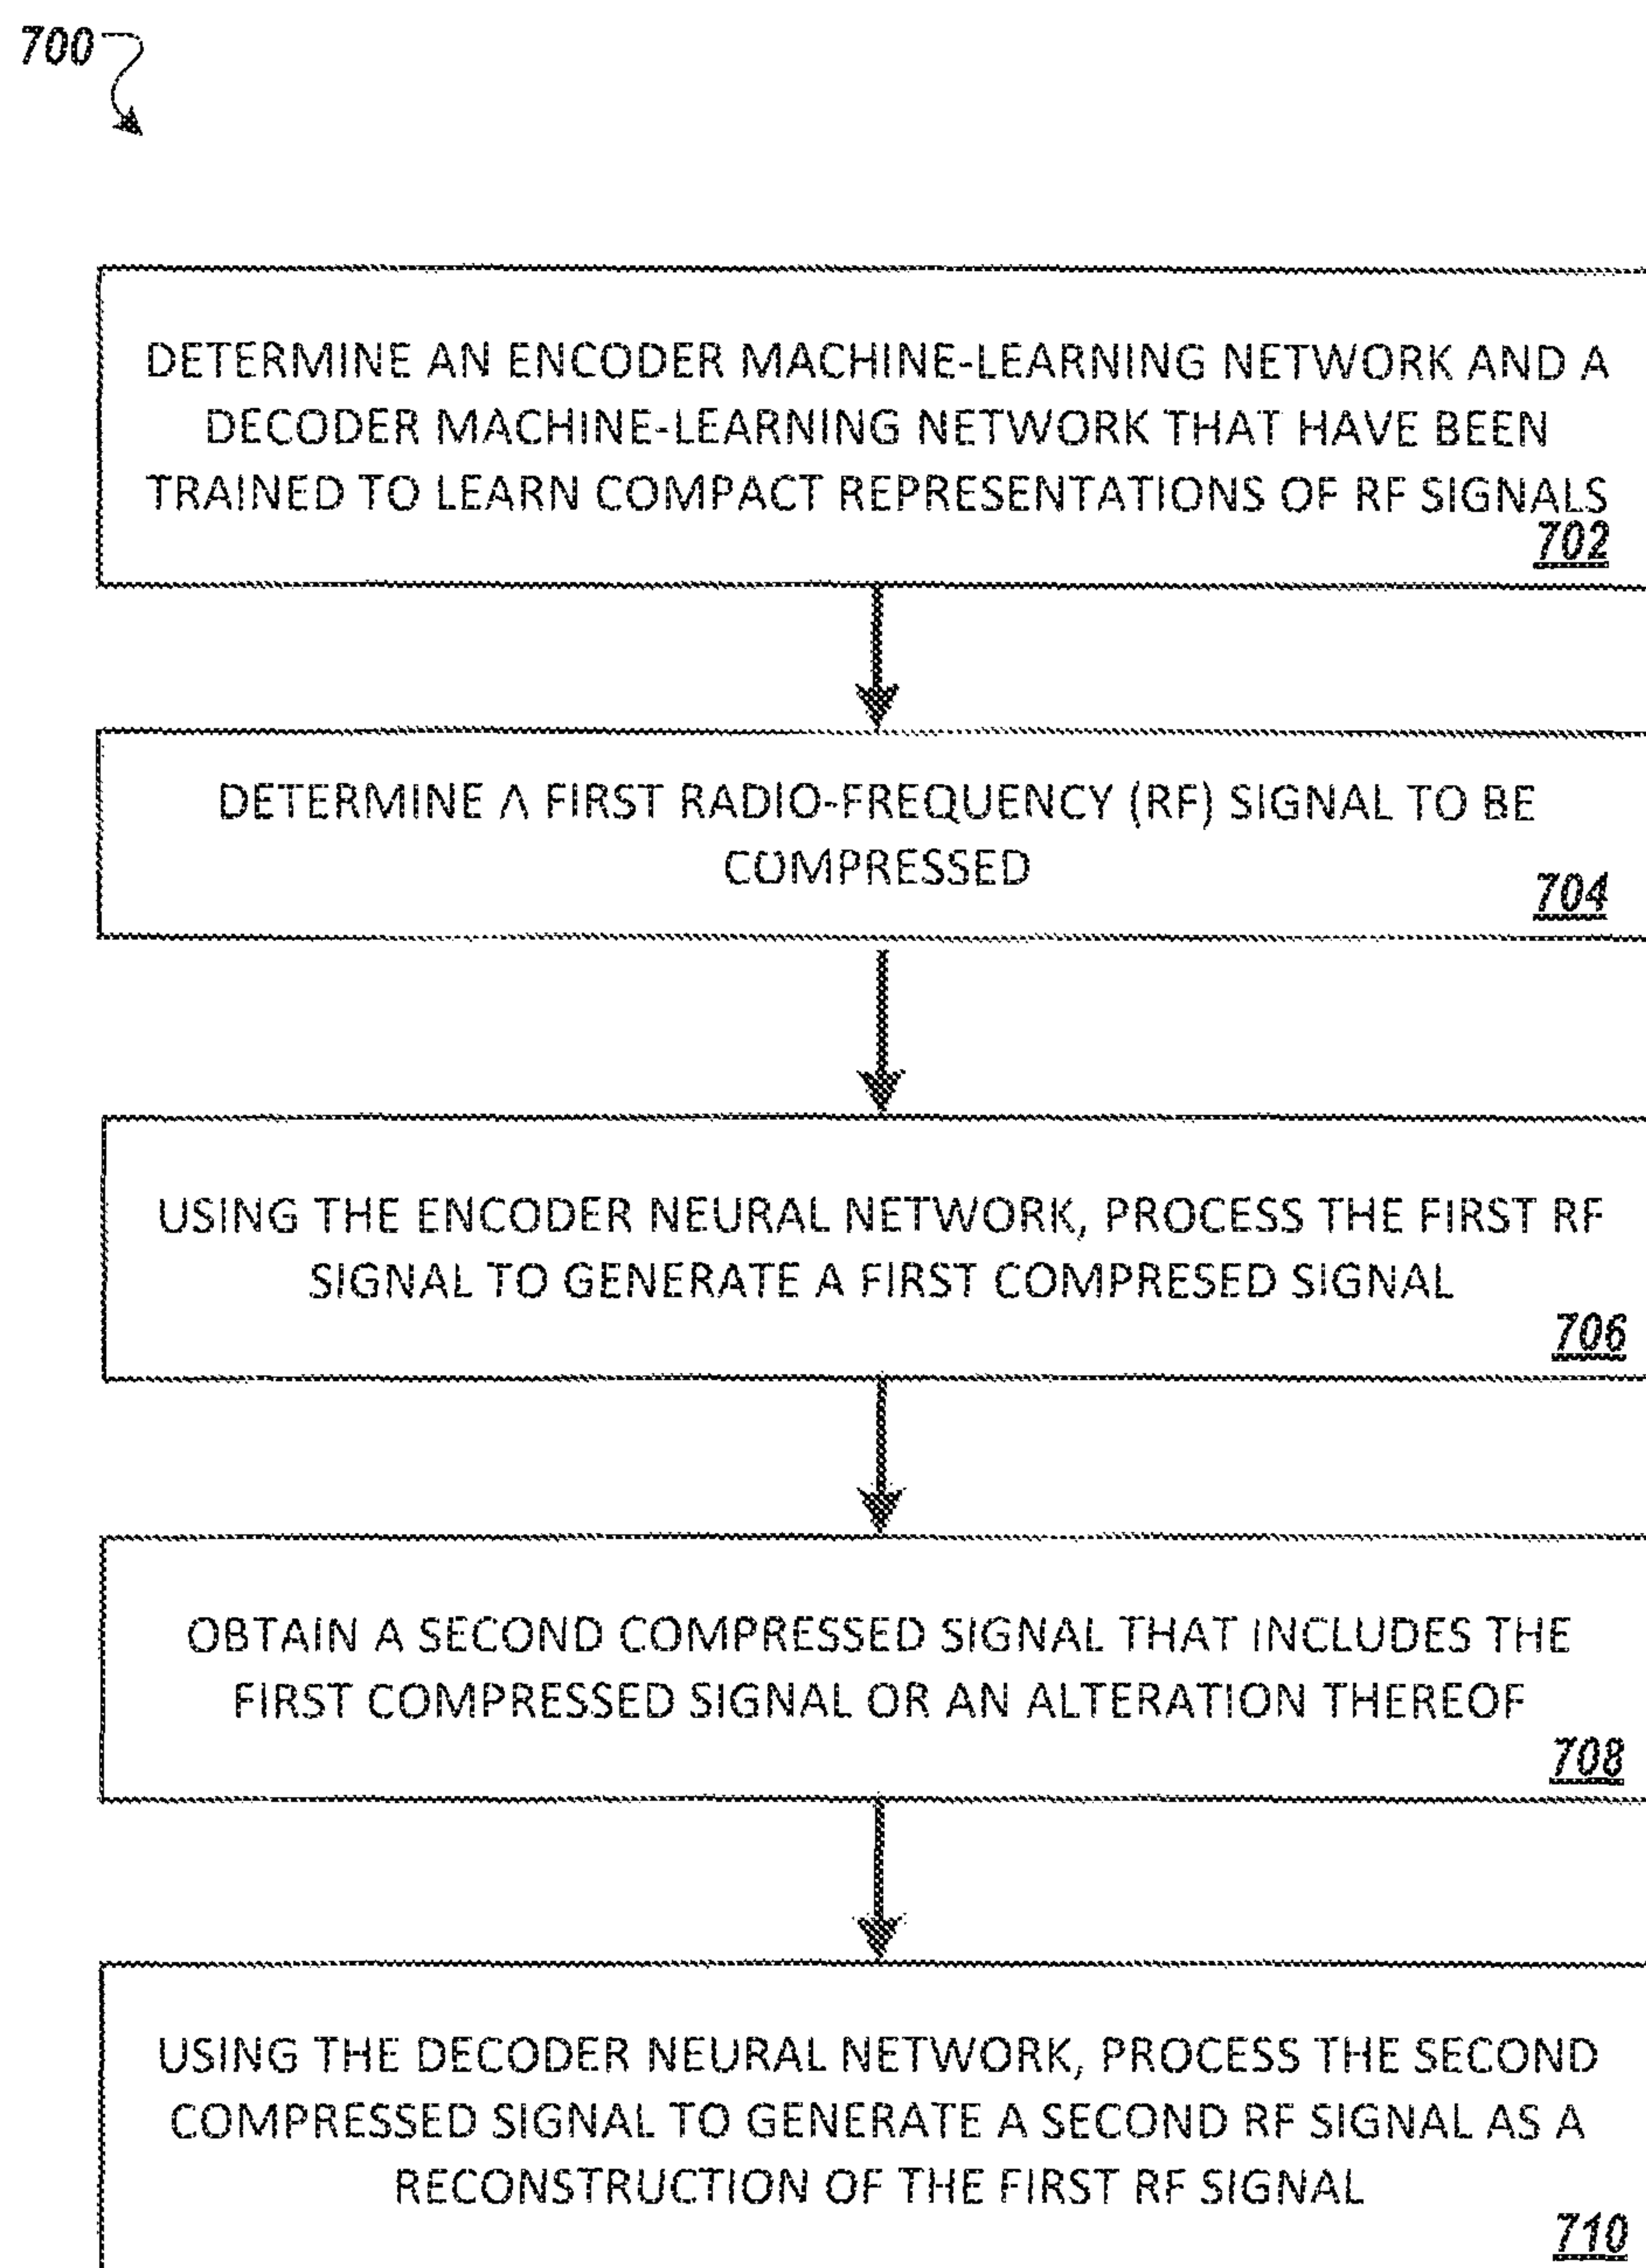 700
DETERMINE AN ENCODER MACHINE-LEARNING NETWORK AND A
DECODER MACHINE-LEARNING NETWORK THAT HAVE BEEN
TRAINED TO LEARN COMPACT REPRESENTATIONS OF RF SIGNALS
702
DETERMINE A FIRST RADIO-FREQUENCY (RF) SIGNAL TO BE
COMPRESSED
704
USING THE ENCODER NEURAL NETWORK, PROCESS THE FIRST RF
SIGNAL TO GENERATE A FIRST COMPRESED SIGNAL
706
OBTAIN A SECOND COMPRESSED SIGNAL THAT INCLUDES THE
FIRST COMPRESSED SIGNAL OR AN ALTERATION THEREOF
708
USING THE DECODER NEURAL NETWORK, PROCESS THE SECOND
COMPRESSED SIGNAL TO GENERATE A SECOND RF SIGNAL AS A
RECONSTRUCTION OF THE FIRST RF SIGNAL
710